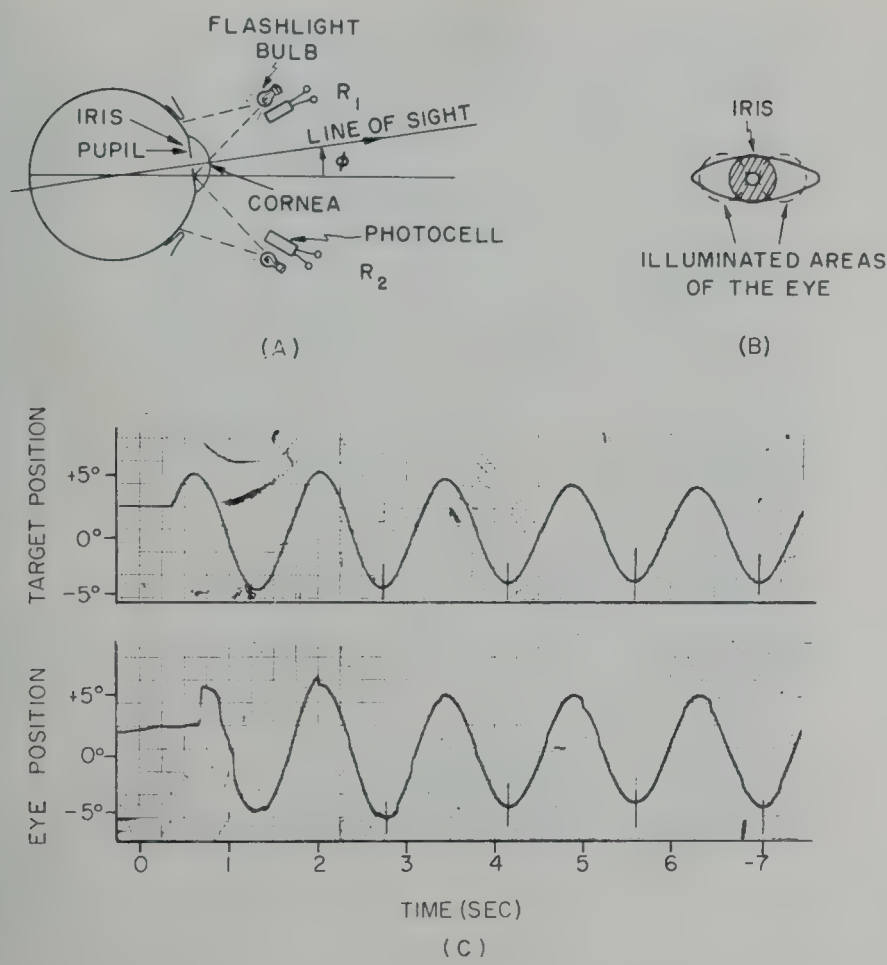 FLASHLIGHT
BULB
R1
IRIS
PUPIL
LINE OF SIGHT
ϕ
CORNEA
PHOTOCELL
R2
(A)
IRIS
ILLUMINATED AREAS
OF THE EYE
(B)
TARGET POSITION
+5°
0°
-5°
EYE POSITION
+5°
0°
-5°
0 1 2 3 4 5 6 -7
TIME (SEC)
(C)